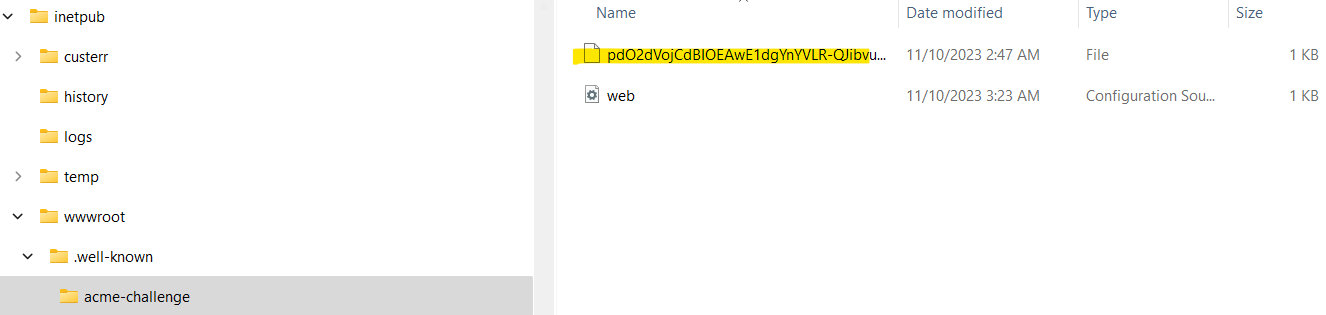 inetpub
custerr
history
logs
temp
wwwroot
.well-known
acme-challenge
Name Date modified Type Size
pdO2dVojCdBIOEAwE1dgYnYVLR-QJibvu... 11/10/2023 2:47 AM File 1 KB
web 11/10/2023 3:23 AM Configuration Sou... 1 KB